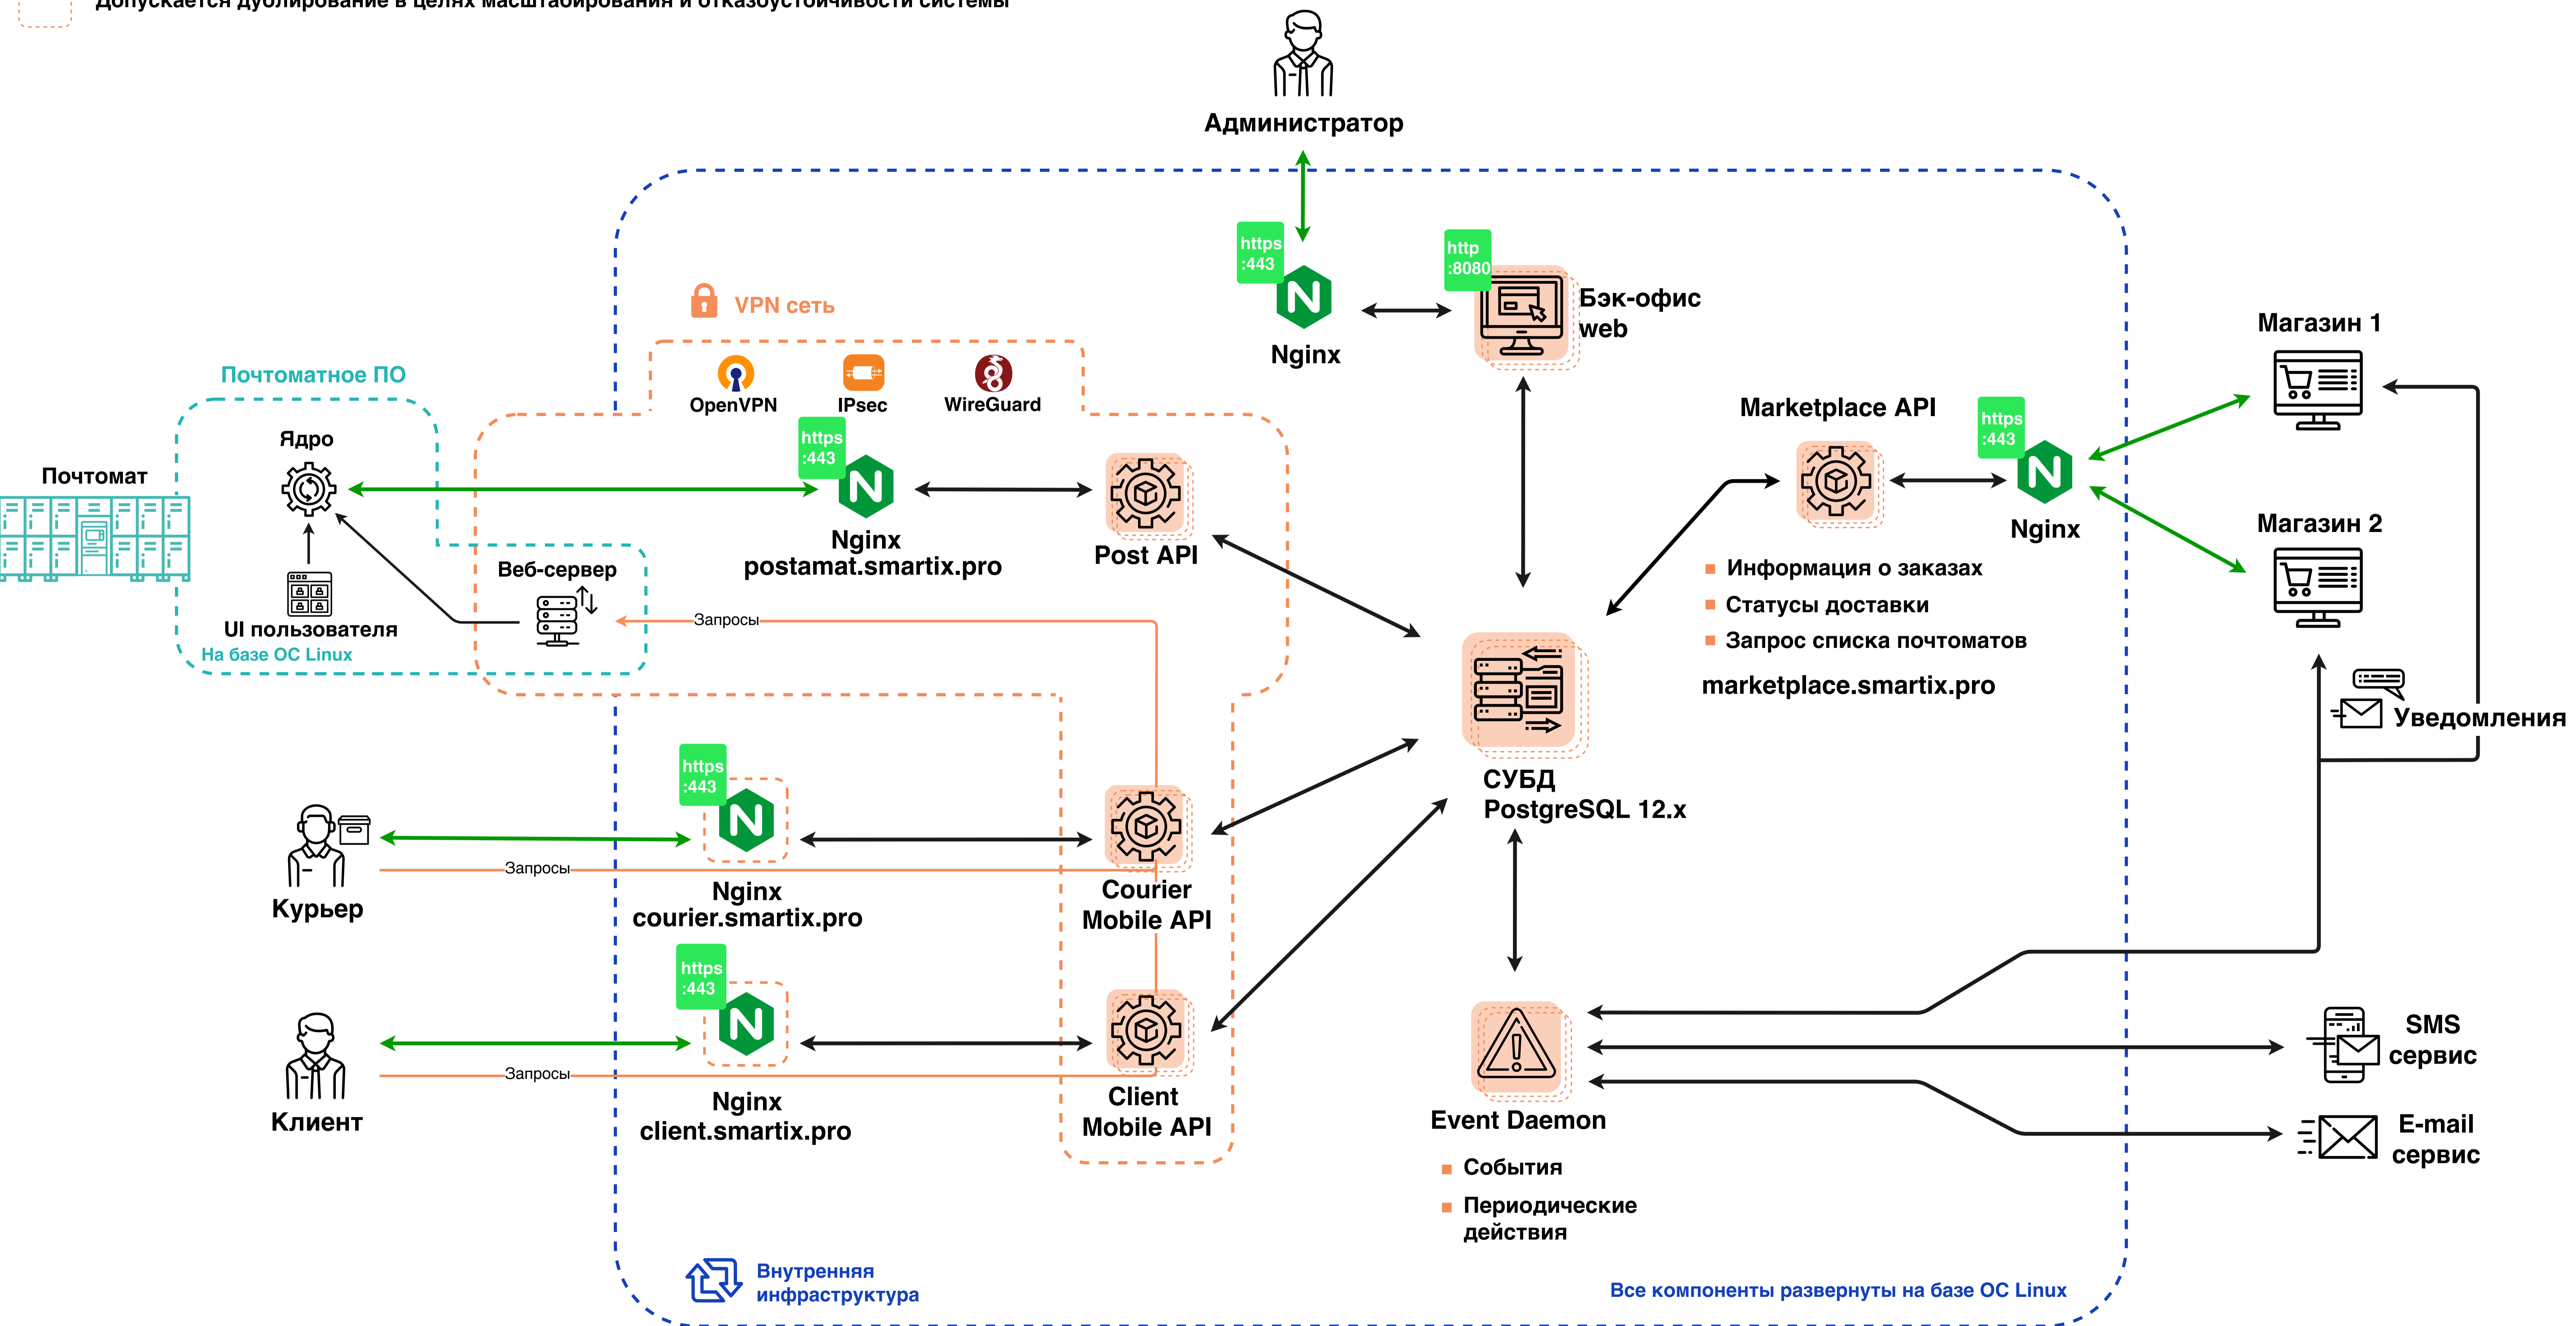 Допускается дублирование в целях масштабирования и отказоустойчивости системы
Администратор
https
:443
Nginx
http
:8080
Бэк-офис
web
VPN сеть
OpenVPN
IPsec
WireGuard
Почтоматное ПО
Ядро
Почтомат
UI пользователя
На базе ОС Linux
Веб-сервер
https
:443
Nginx
postamat.smartix.pro
Post API
Запросы
Marketplace API
https
:443
Nginx
Информация о заказах
Статусы доставки
Запрос списка почтоматов
marketplace.smartix.pro
Магазин 1
Магазин 2
Уведомления
СУБД
PostgreSQL 12.x
Курьер
Запросы
https
:443
Nginx
courier.smartix.pro
Courier
Mobile API
Клиент
Запросы
https
:443
Nginx
client.smartix.pro
Client
Mobile API
Event Daemon
События
Периодические
действия
SMS
сервис
E-mail
сервис
Внутренняя
инфраструктура
Все компоненты развернуты на базе ОС Linux